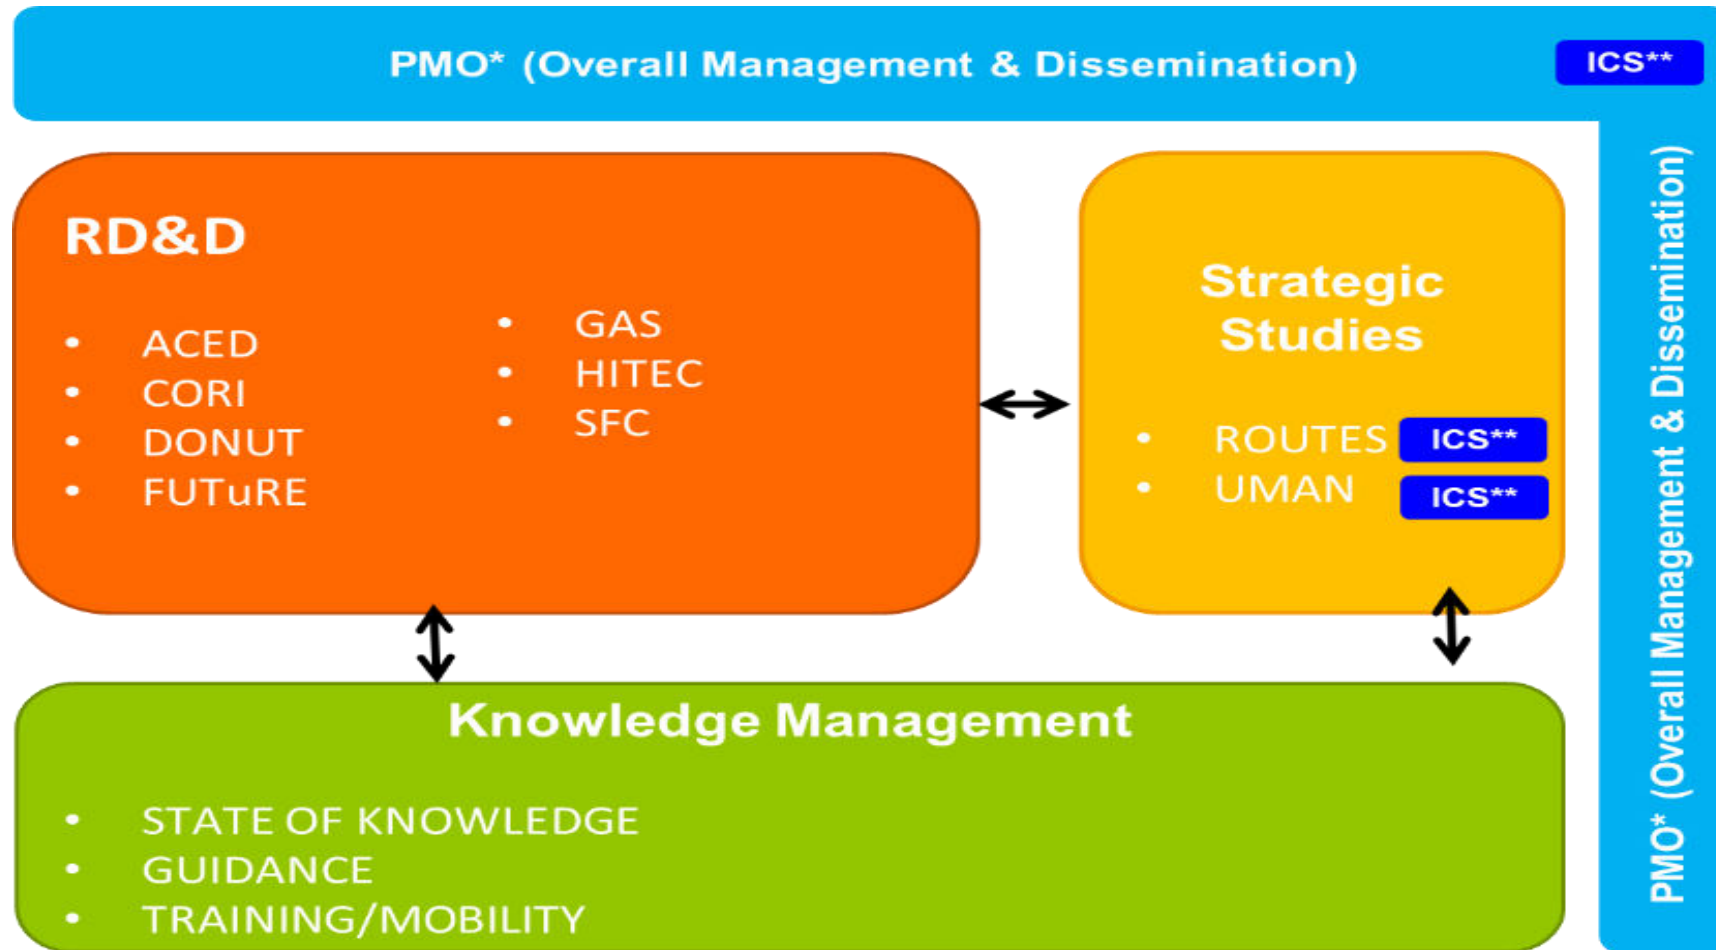 PMO* (Overall Management & Dissemination)
ICS**
RD&D
• ACED
• CORI
• DONUT
• FUTuRE
• GAS
• HITEC
• SFC
Strategic
Studies
• ROUTES ICS**
• UMAN ICS**
Knowledge Management
• STATE OF KNOWLEDGE
• GUIDANCE
• TRAINING/MOBILITY
PMO* (Overall Management & Dissemination)